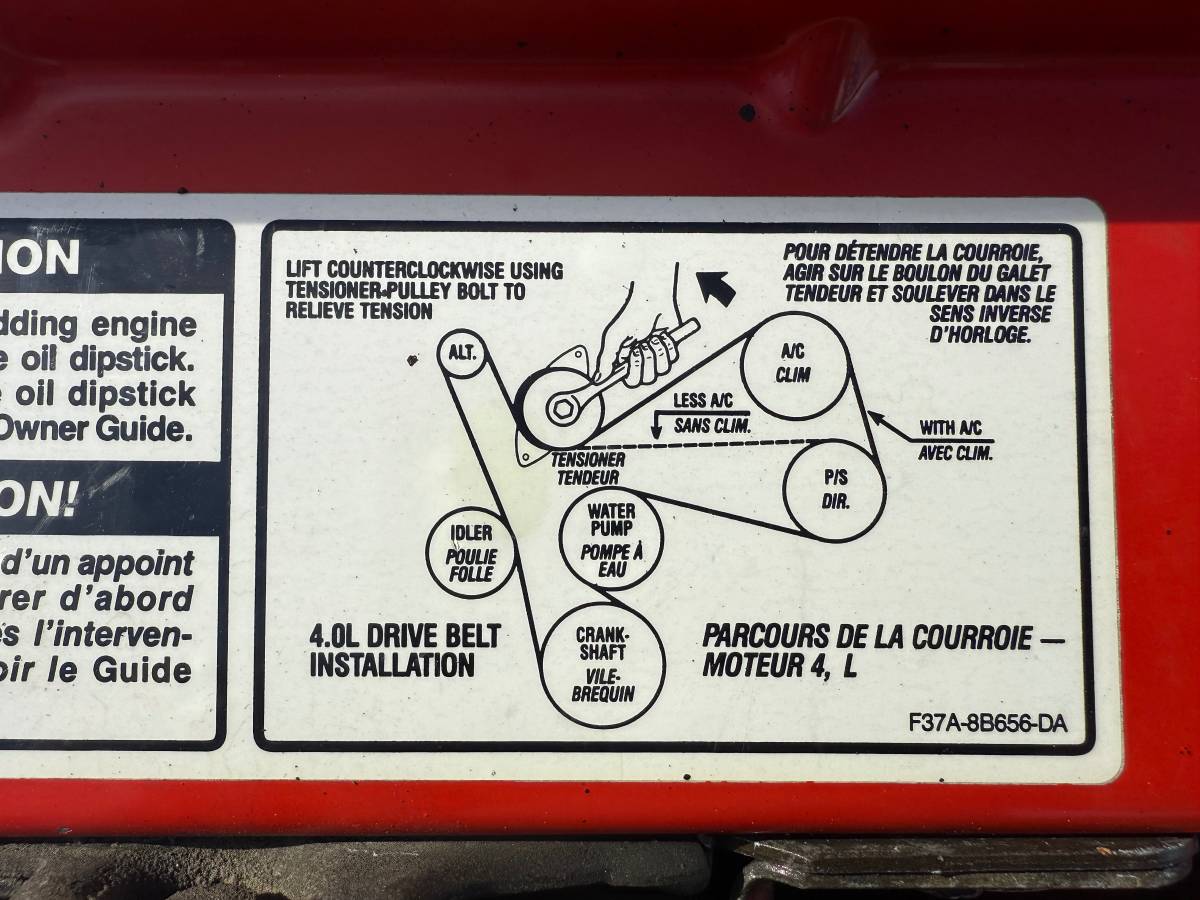 ION
dding engine
e oil dipstick.
e oil dipstick
Owner Guide.
ON!
d'un appoint
rer d'abord
s l'interven-
oir le Guide
LIFT COUNTERCLOCKWISE USING
TENSIONER-PULLEY BOLT TO
RELIEVE TENSION
POUR DÉTENDRE LA COURROIE,
AGIR SUR LE BOULON DU GALET
TENDEUR ET SOULEVER DANS LE
SENS INVERSE
D'HORLOGE.
ALT.
A/C
CLIM
LESS A/C
SANS CLIM.
WITH A/C
AVEC CLIM.
TENSIONER
TENDEUR
P/S
DIR.
WATER
PUMP
POMPE À
EAU
IDLER
POULIE
FOLLE
CRANK-
SHAFT
VILE-
BREQUIN
4.0L DRIVE BELT
INSTALLATION
PARCOURS DE LA COURROIE —
MOTEUR 4, L
F37A-8B656-DA